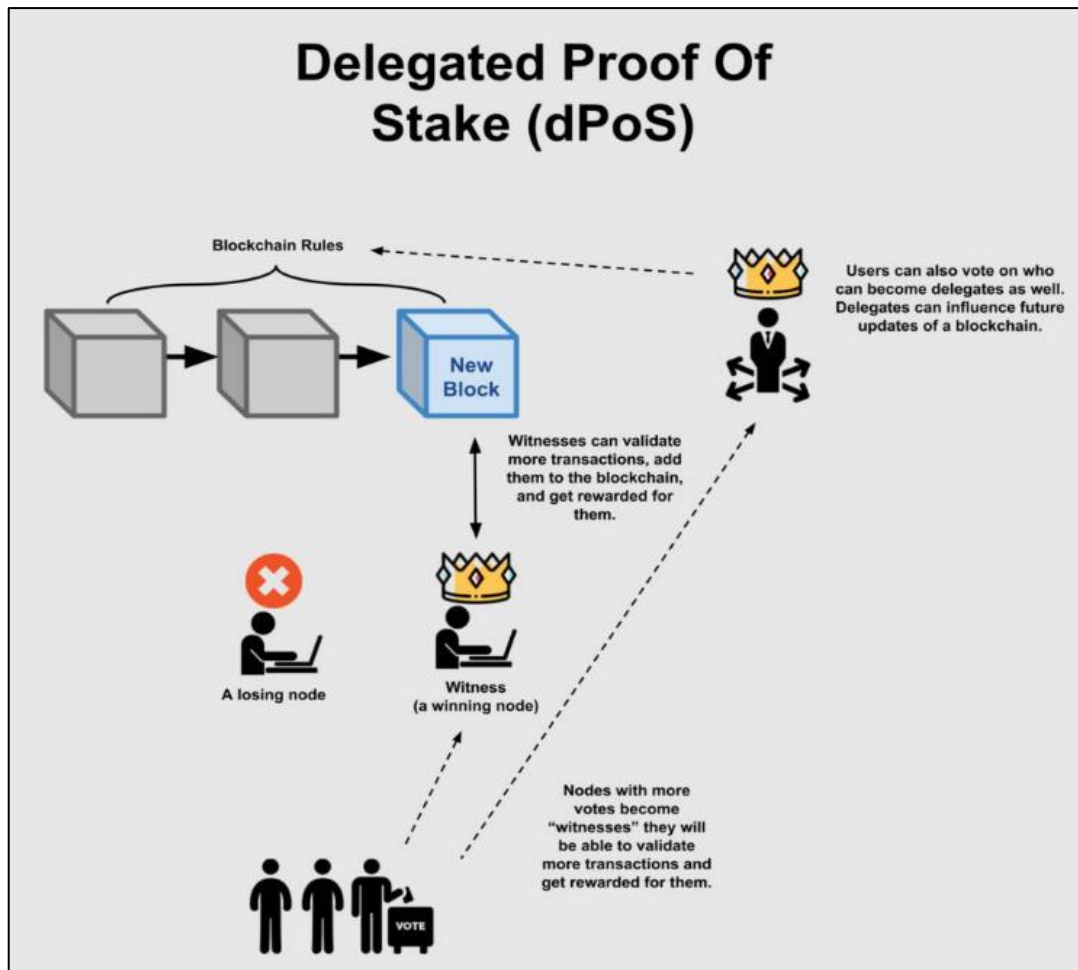 Delegated Proof Of
Stake (dPoS)
Blockchain Rules
Users can also vote on who
can become delegates as well.
Delegates can influence future
updates of a blockchain.
New
Block
Witnesses can validate
more transactions, add
them to the blockchain,
and get rewarded for
them.
A losing node
Witness
(a winning node)
Nodes with more
votes become
“witnesses” they will
be able to validate
more transactions and
get rewarded for them.
VOTE